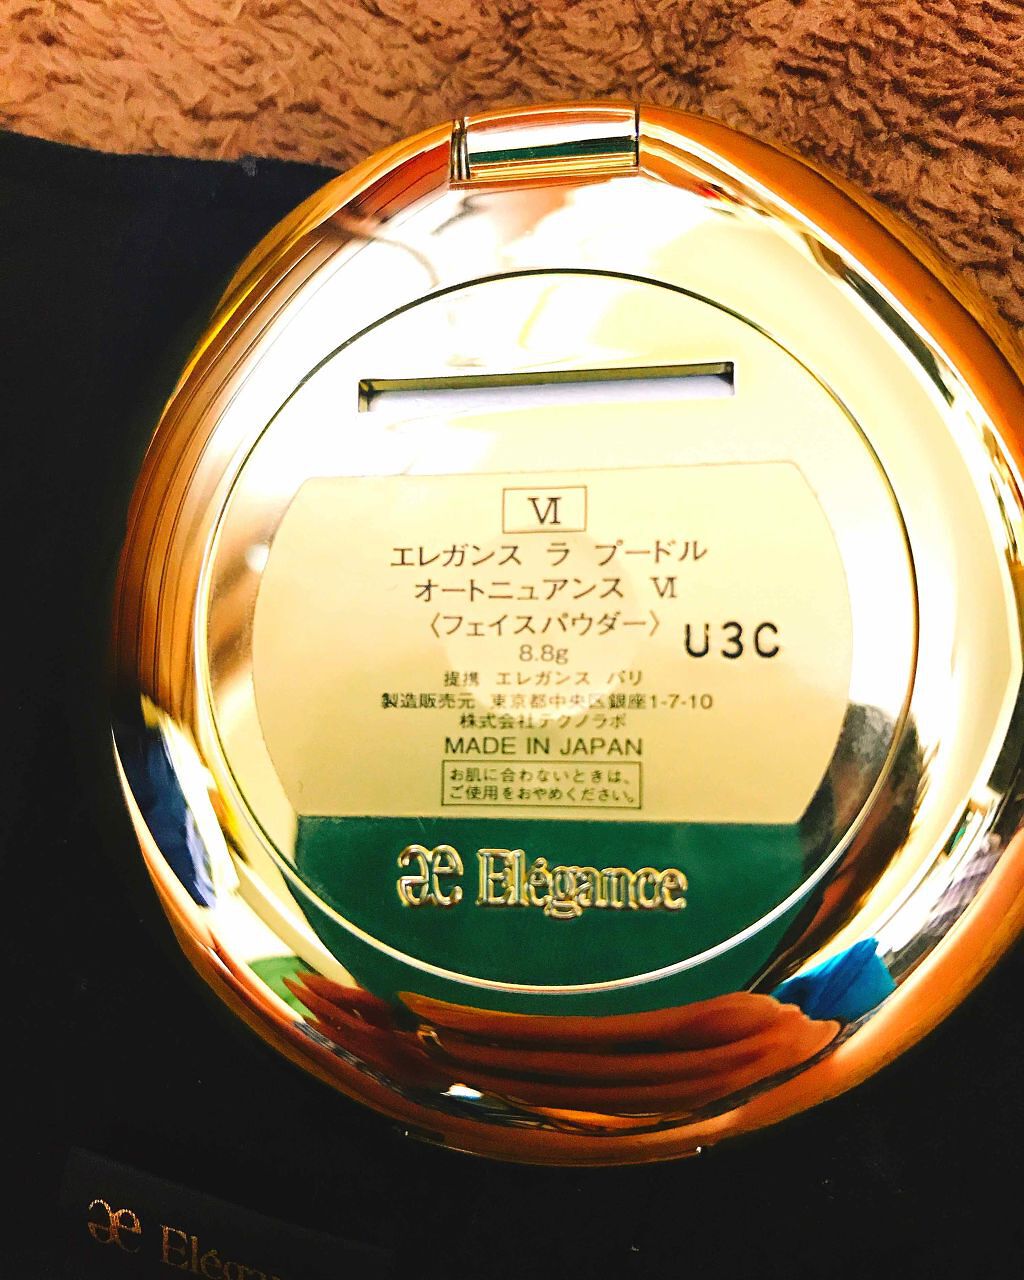 Ⅵ
エレガンス ラ プードル
オートニュアンス Ⅵ
〈フェイスパウダー〉
8.8g
U3C
提携 エレガンス パリ
製造販売元 東京都中央区銀座1-7-10
株式会社テクノラボ
MADE IN JAPAN
お肌に合わないときは、
ご使用をおやめください。
æ Elégance
æ